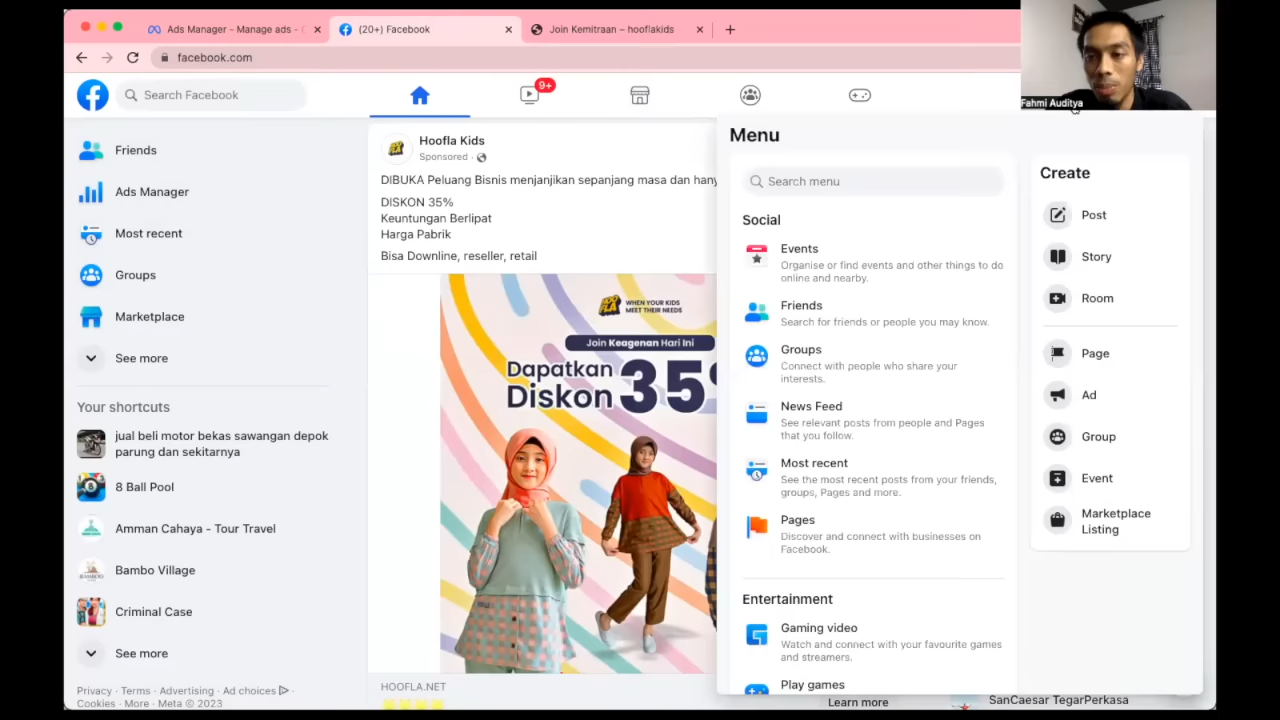 Ads Manager - Manage ads -
(20+) Facebook
Join Kemitraan – hooflakids
facebook.com
Fahmi Auditya
Search Facebook
9+
Friends
Ads Manager
Most recent
Groups
Marketplace
See more
Your shortcuts
jual beli motor bekas sawangan depok
parung dan sekitarnya
8 Ball Pool
Amman Cahaya - Tour Travel
Bambo Village
Criminal Case
See more
Privacy · Terms · Advertising · Ad choices ·
Cookies · More · Meta © 2023
Hoofla Kids
Sponsored ·
DIBUKA Peluang Bisnis menjanjikan sepanjang masa dan hany
DISKON 35%
Keuntungan Berlipat
Harga Pabrik
Bisa Downline, reseller, retail
HOO
FLA
WHEN YOUR KIDS
MEET THEIR NEEDS
Join Keagenan Hari Ini
Dapatkan
Diskon 35
HOOFLA.NET
Learn more
Menu
Search menu
Social
Events
Organise or find events and other things to do
online and nearby.
Friends
Search for friends or people you may know.
Groups
Connect with people who share your
interests.
News Feed
See relevant posts from people and Pages
that you follow.
Most recent
See the most recent posts from your friends,
groups, Pages and more.
Pages
Discover and connect with businesses on
Facebook.
Entertainment
Gaming video
Watch and connect with your favourite games
and streamers.
Play games
Create
Post
Story
Room
Page
Ad
Group
Event
Marketplace
Listing
SanCaesar TegarPerkasa